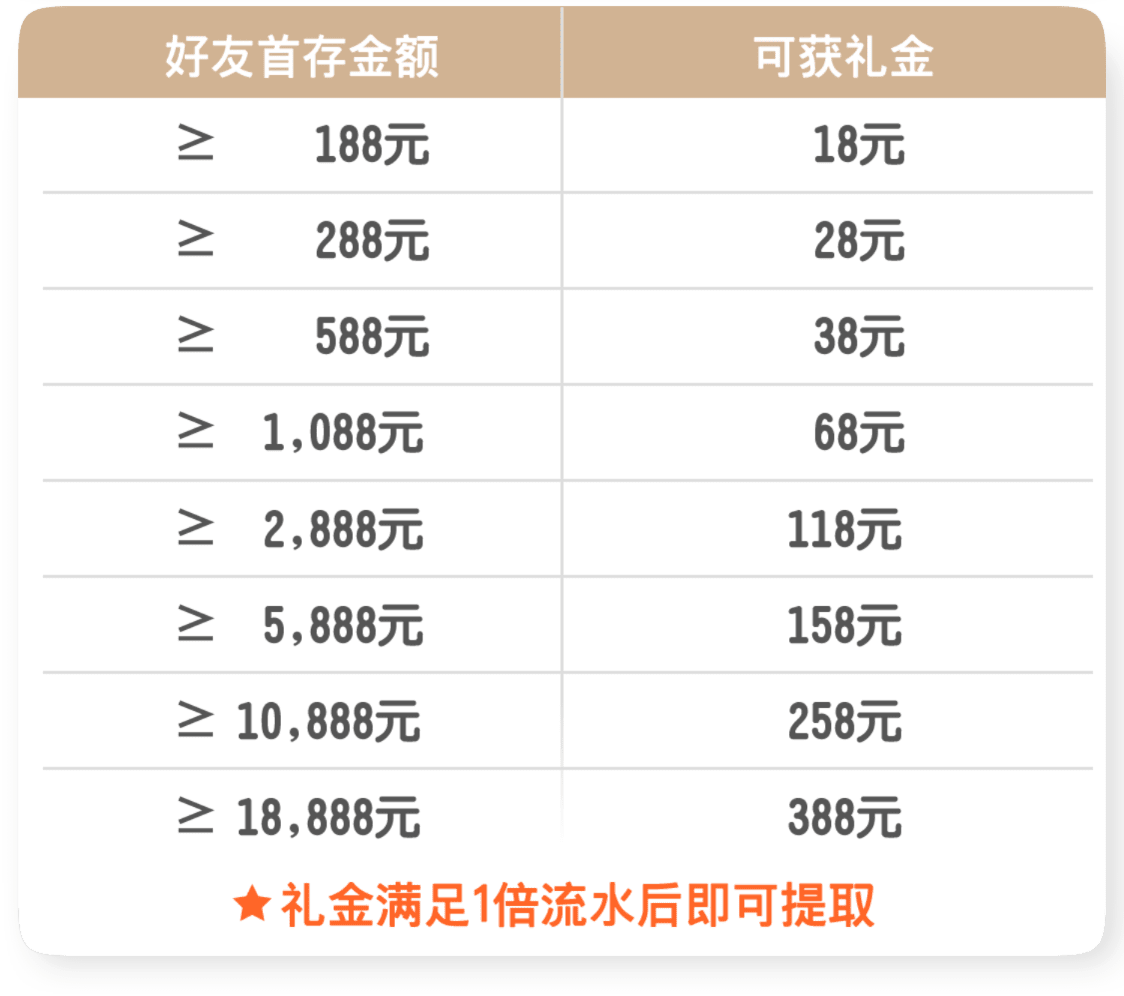 好友首存金额 可获礼金
≥ 188元 18元
≥ 288元 28元
≥ 588元 38元
≥ 1,088元 68元
≥ 2,888元 118元
≥ 5,888元 158元
≥ 10,888元 258元
≥ 18,888元 388元
★礼金满足1倍流水后即可提取